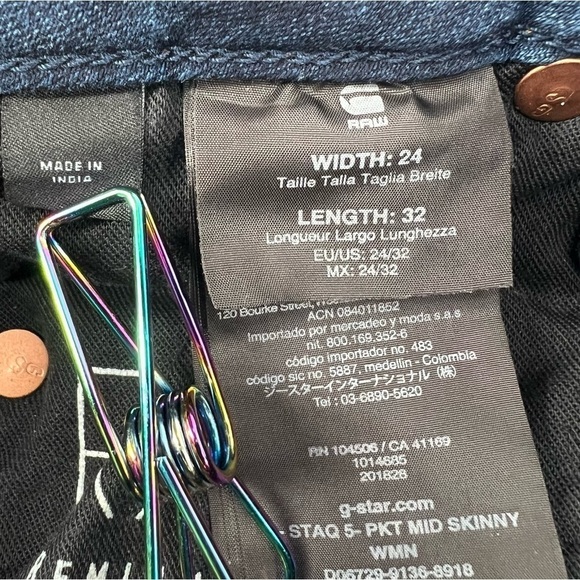 MADE IN
INDIA
RAW
WIDTH: 24
Taille Talla Taglia Breite
LENGTH: 32
Longueur Largo Lunghezza
EU/US: 24/32
MX: 24/32
120 Bourke Street,
ACN 084011852
Importado por mercadeo y moda s.a.s
nit. 800.169.352-6
código importador no. 483
código sic no. 5887, medellin - Colombia
ジースターインターナショナル (株)
Tel : 03-6890-5620
RN 104506 / CA 41169
1014685
201828
g-star.com
- STAQ 5- PKT MID SKINNY
WMN
D06729-9136-8918